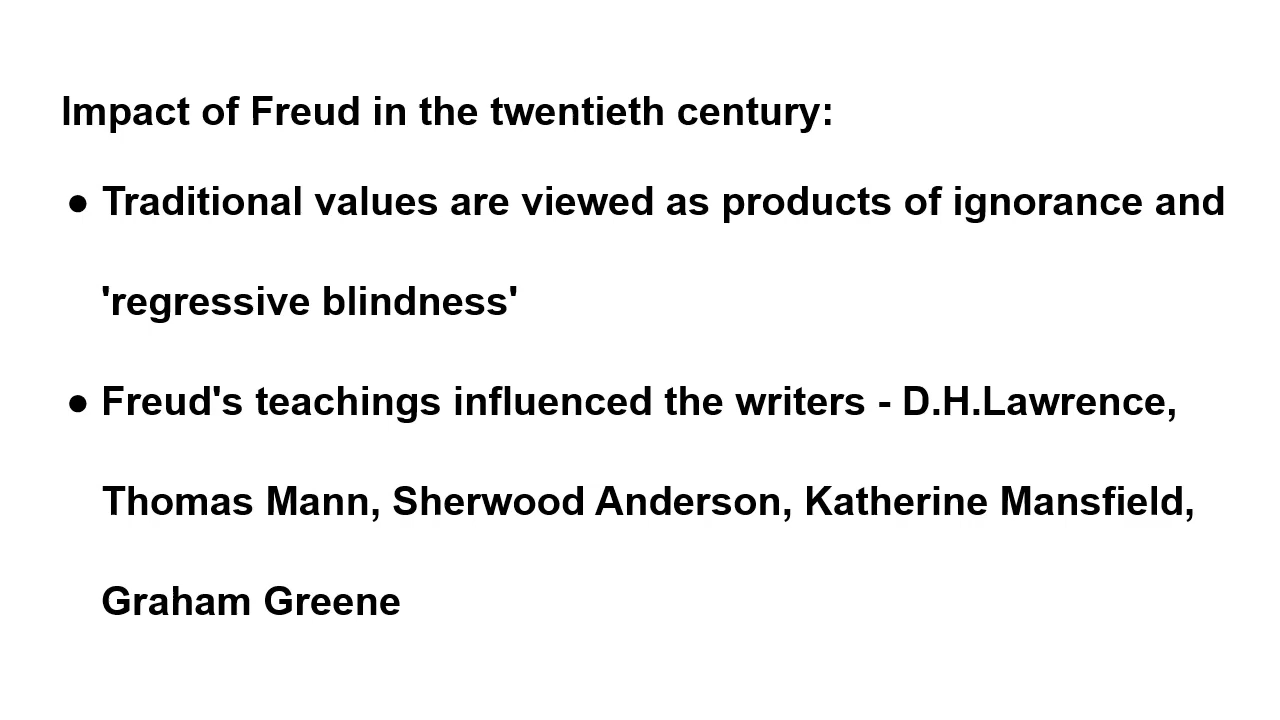 Impact of Freud in the twentieth century:
● Traditional values are viewed as products of ignorance and
'regressive blindness'
● Freud's teachings influenced the writers - D.H.Lawrence,
Thomas Mann, Sherwood Anderson, Katherine Mansfield,
Graham Greene